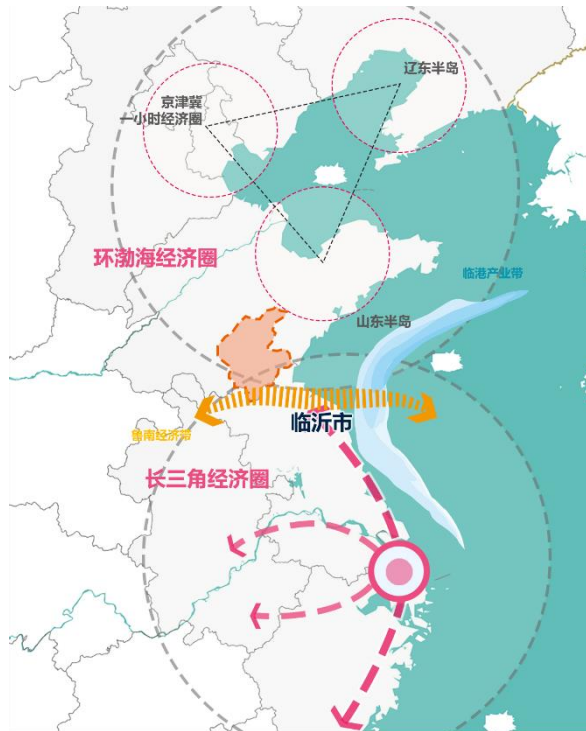 辽东半岛
京津冀
一小时经济圈
环渤海经济圈
临港产业带
山东半岛
临沂市
鲁南经济带
长三角经济圈